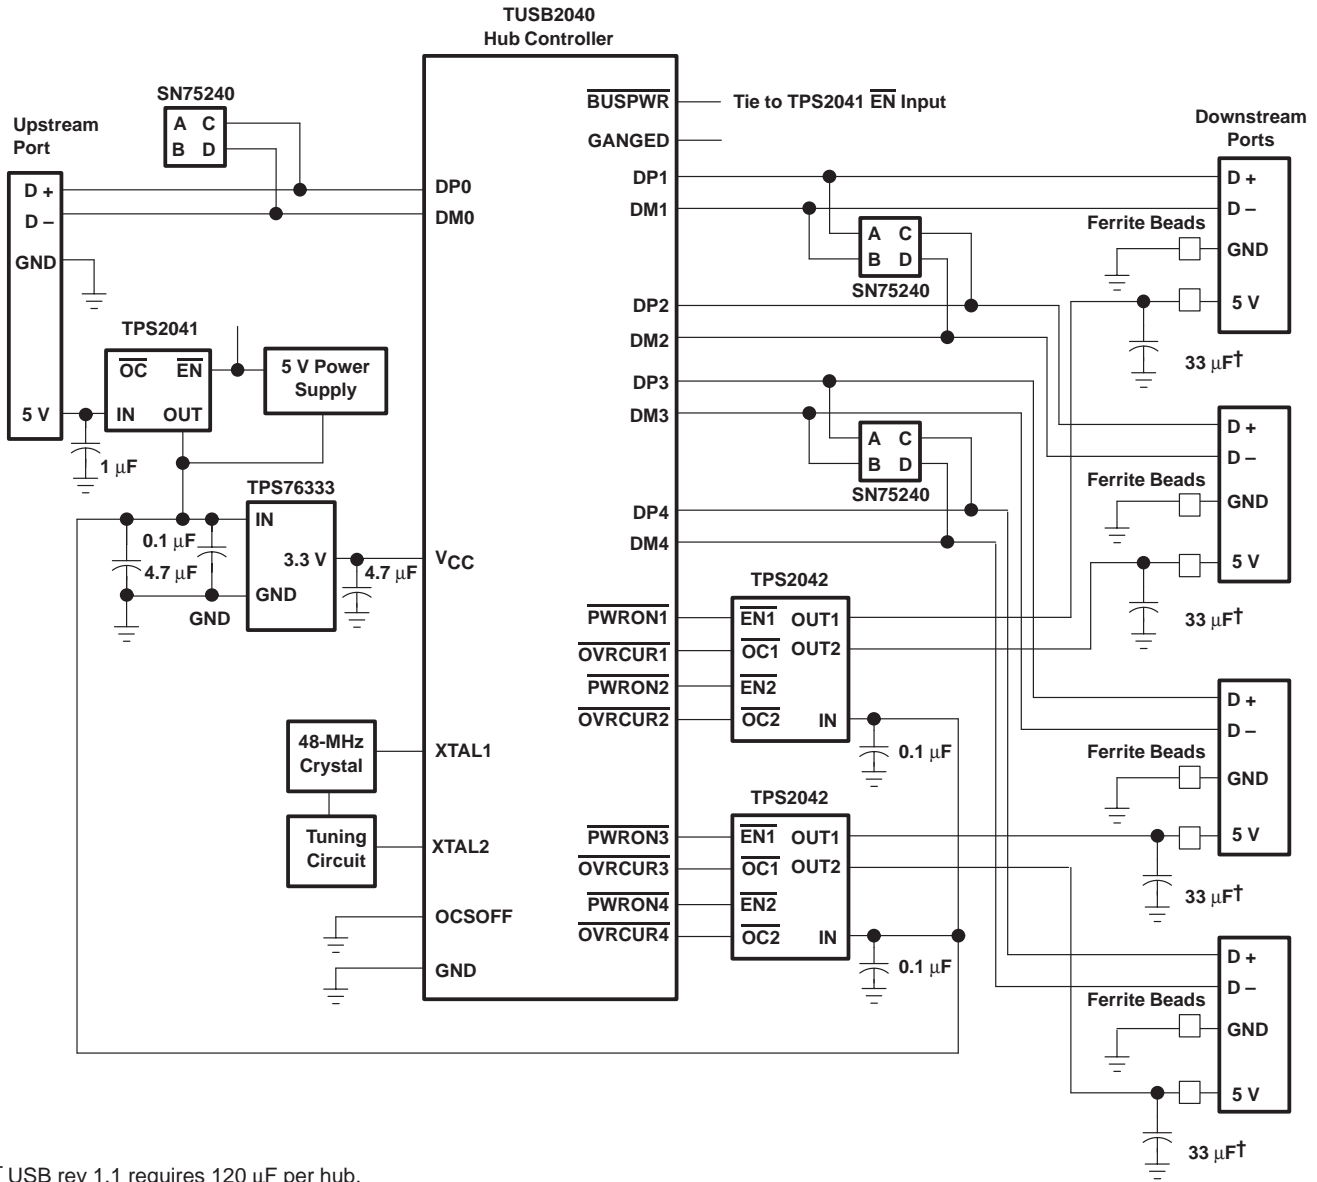 TUSB2040
Hub Controller
SN75240
A C
B D
Upstream
Port
D +
D –
GND
5 V
DP0
DM0
BUSPWR
Tie to TPS2041 EN Input
GANGED
DP1
DM1
A C
B D
SN75240
DP2
DM2
DP3
DM3
A C
B D
SN75240
DP4
DM4
TPS2041
OC EN
IN OUT
5 V Power
Supply
1 μF
TPS76333
IN
3.3 V
GND
0.1 μF
4.7 μF
GND
4.7 μF
VCC
TPS2042
PWRON1
OVRCUR1
PWRON2
OVRCUR2
EN1 OUT1
OC1 OUT2
EN2
OC2 IN
0.1 μF
48-MHz
Crystal
XTAL1
Tuning
Circuit
XTAL2
OCSOFF
GND
TPS2042
PWRON3
OVRCUR3
PWRON4
OVRCUR4
EN1 OUT1
OC1 OUT2
EN2
OC2 IN
0.1 μF
Downstream
Ports
D +
D –
Ferrite Beads
GND
5 V
33 μF†
D +
D –
Ferrite Beads
GND
5 V
33 μF†
D +
D –
Ferrite Beads
GND
5 V
33 μF†
D +
D –
Ferrite Beads
GND
5 V
33 μF†
† USB rev 1.1 requires 120 μF per hub.